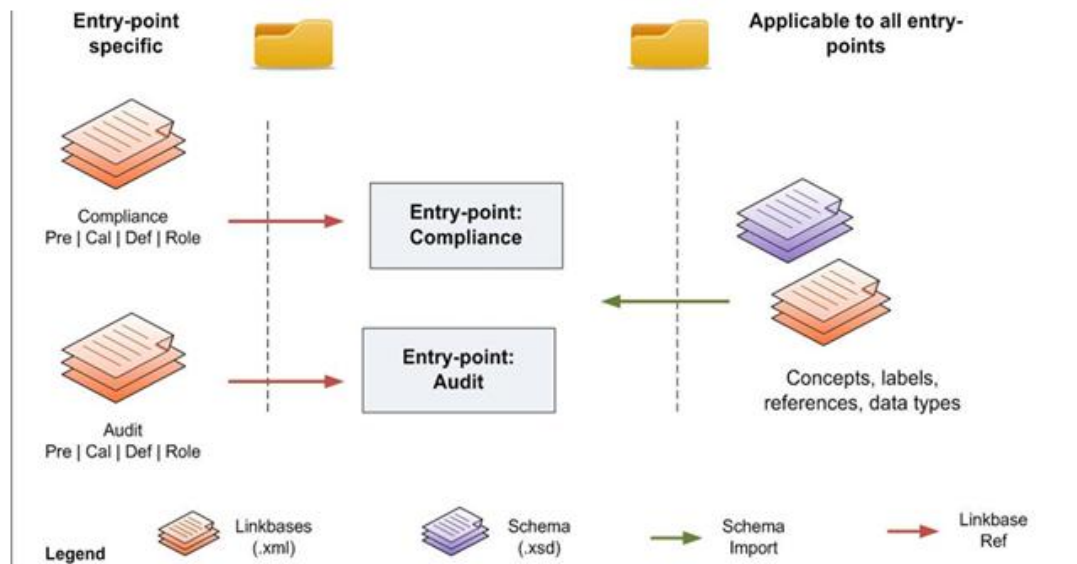 Entry-point
specific
Applicable to all entry-
points
Compliance
Pre | Cal | Def | Role
Entry-point:
Compliance
Entry-point:
Audit
Audit
Pre | Cal | Def | Role
Concepts, labels,
references, data types
Legend
Linkbases
(.xml)
Schema
(.xsd)
Schema
Import
Linkbase
Ref